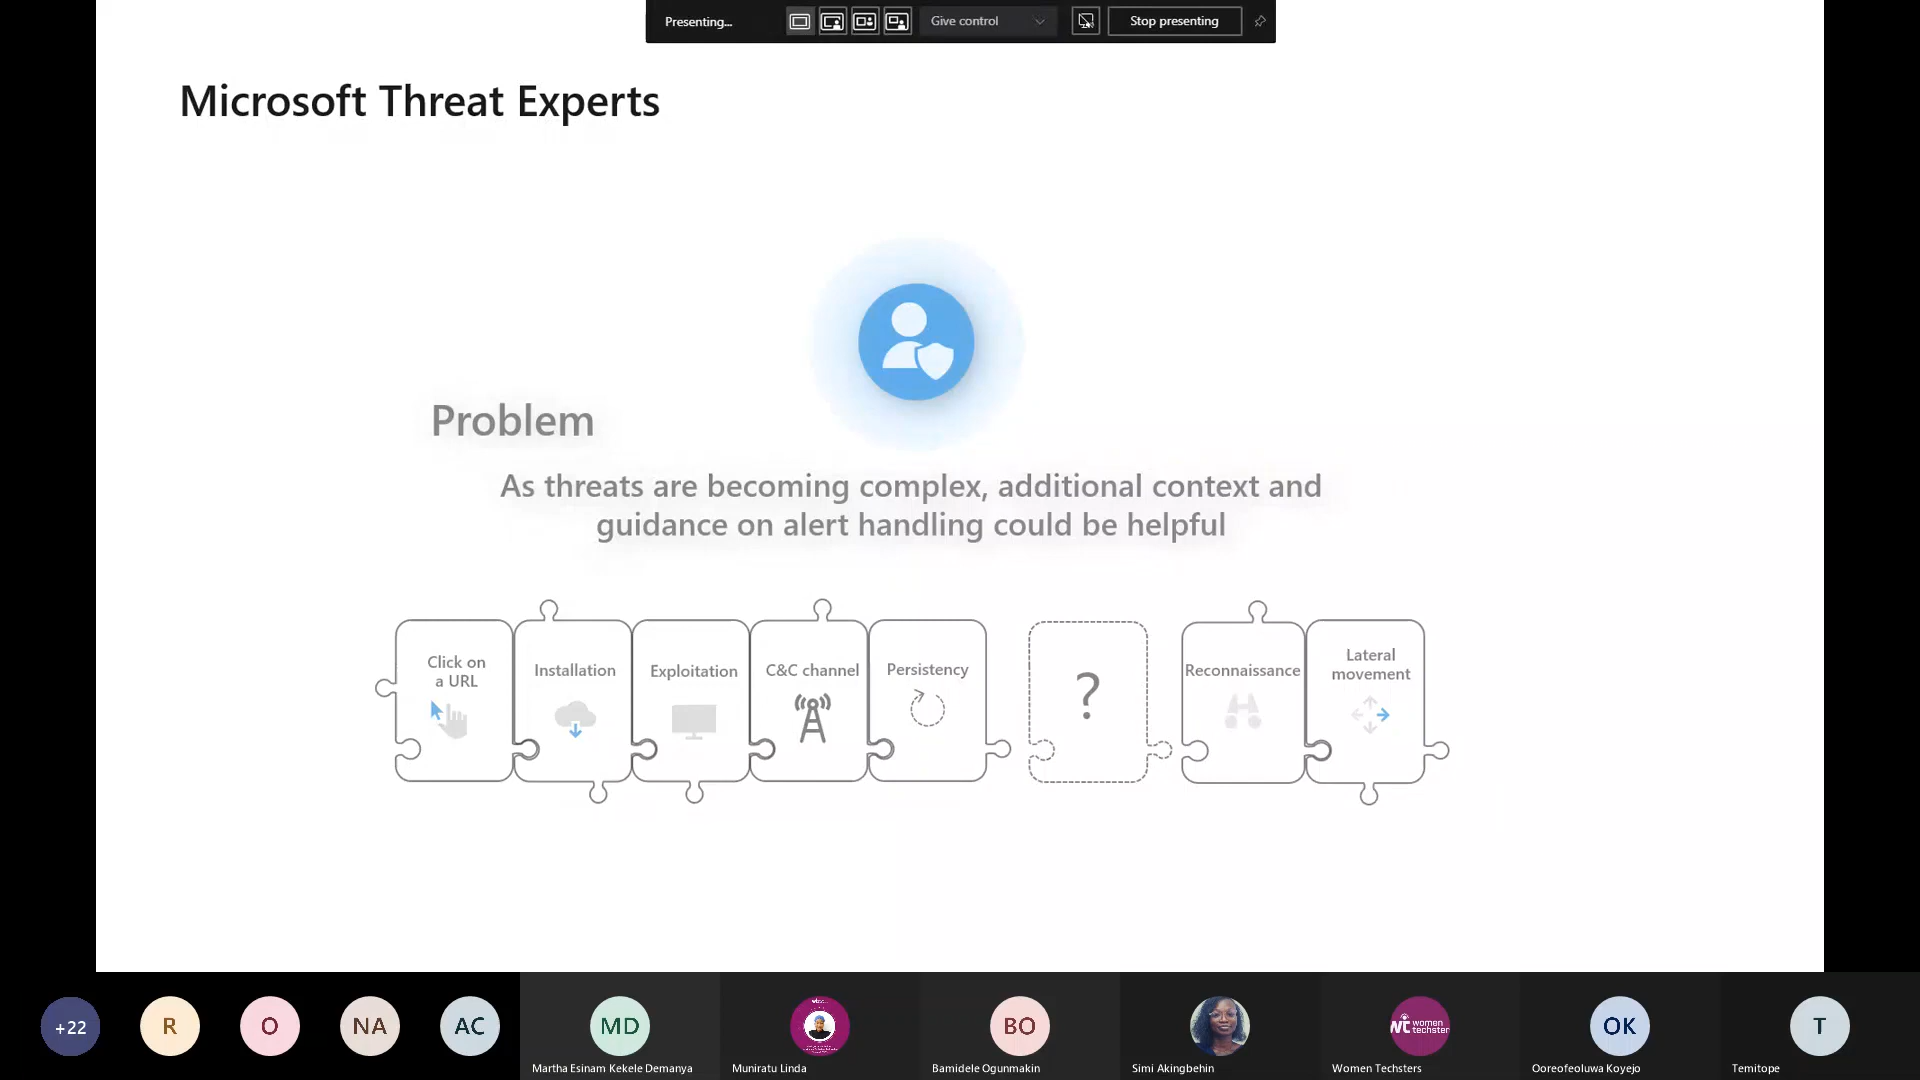 Presenting...
Give control
Stop presenting
Microsoft Threat Experts
Problem
As threats are becoming complex, additional context and
guidance on alert handling could be helpful
Click on
a URL
Installation
Exploitation
C&C channel
Persistency
?
Reconnaissance
Lateral
movement
+22
R
O
NA
AC
MD
BO
women
techster
OK
T
Martha Esinam Kekele Demanya
Muniratu Linda
Bamidele Ogunmakin
Simi Akingbehin
Women Techsters
Ooreofeoluwa Koyejo
Temitope